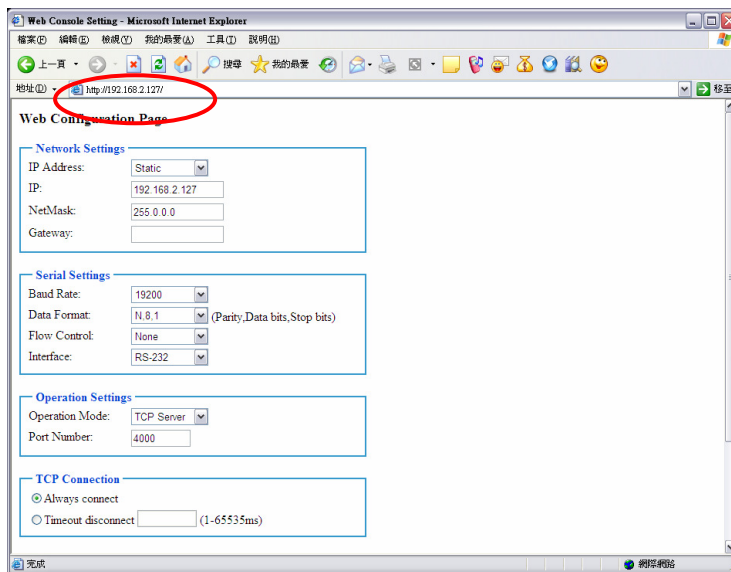 Web Console Setting - Microsoft Internet Explorer
檔案(F) 編輯(E) 檢視(V) 我的最愛(A) 工具(T) 說明(H)
上一頁 搜尋 我的最愛
地址(D) http://192.168.2.127/ 移至
Web Configuration Page
Network Settings
IP Address: Static
IP: 192.168.2.127
NetMask: 255.0.0.0
Gateway:
Serial Settings
Baud Rate: 19200
Data Format: N,8,1 (Parity,Data bits,Stop bits)
Flow Control: None
Interface: RS-232
Operation Settings
Operation Mode: TCP Server
Port Number: 4000
TCP Connection
Always connect
Timeout disconnect (1-65535ms)
完成 網際網路